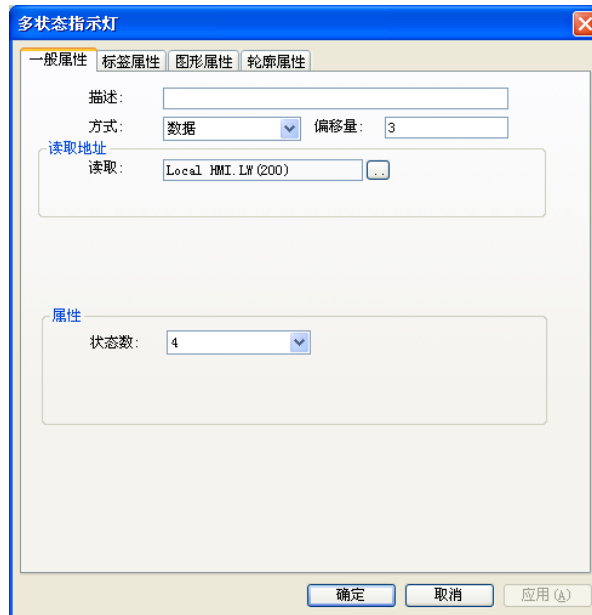 多状态指示灯
一般属性 标签属性 图形属性 轮廓属性
描述:
方式: 数据 偏移量: 3
读取地址
读取: Local HMI.LW(200) ..
属性
状态数: 4
确定 取消 应用(A)